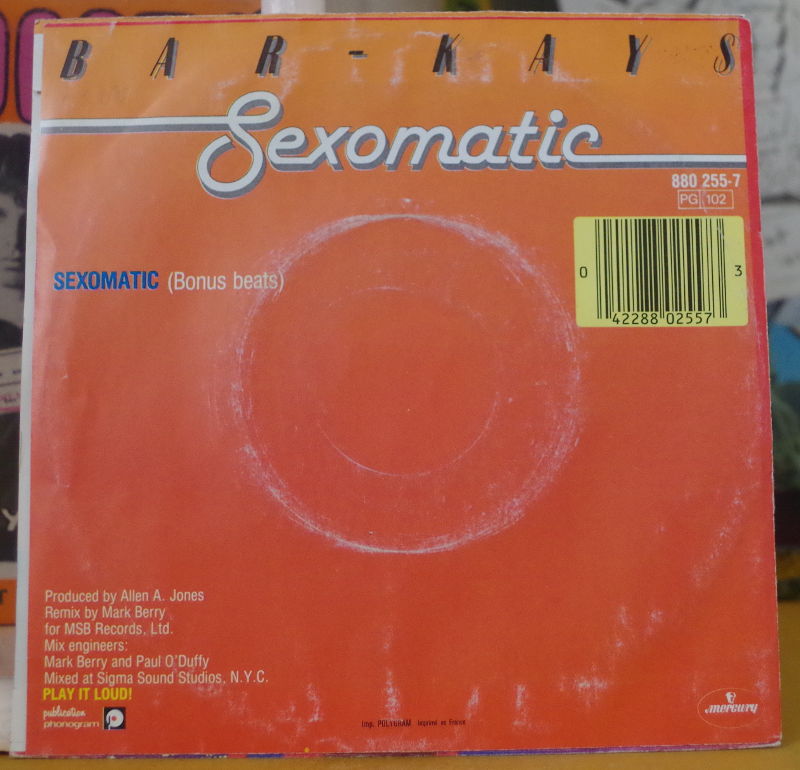 BAR-KAYS
Sexomatic
880 255-7
PG 102
0 42288 02557 3
SEXOMATIC (Bonus beats)
Produced by Allen A. Jones
Remix by Mark Berry
for MSB Records, Ltd.
Mix engineers:
Mark Berry and Paul O'Duffy
Mixed at Sigma Sound Studios, N.Y.C.
PLAY IT LOUD!
publication
phonogram
Imp. POLYGRAM Imprimé en France
mercury